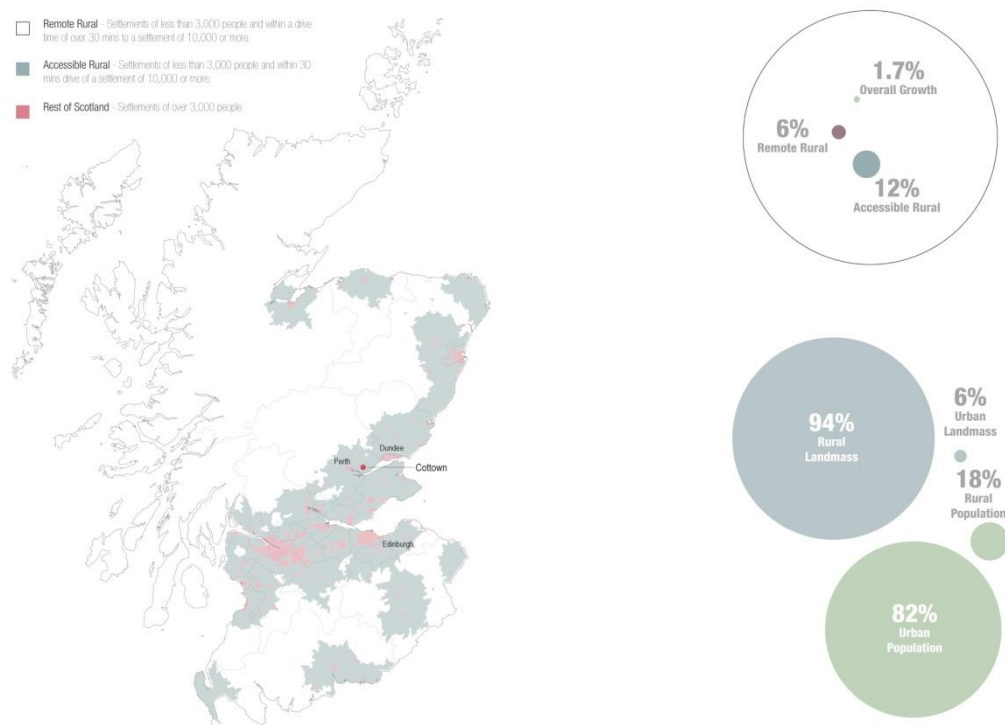 Remote Rural - Settlements of less than 3,000 people and within a drive
time of over 30 mins to a settlement of 10,000 or more.
Accessible Rural - Settlements of less than 3,000 people and within 30
mins drive of a settlement of 10,000 or more.
Rest of Scotland - Settlements of over 3,000 people
1.7%
Overall Growth
6%
Remote Rural
12%
Accessible Rural
Dundee
Perth
Cottown
Edinburgh
94%
Rural
Landmass
6%
Urban
Landmass
18%
Rural
Population
82%
Urban
Population